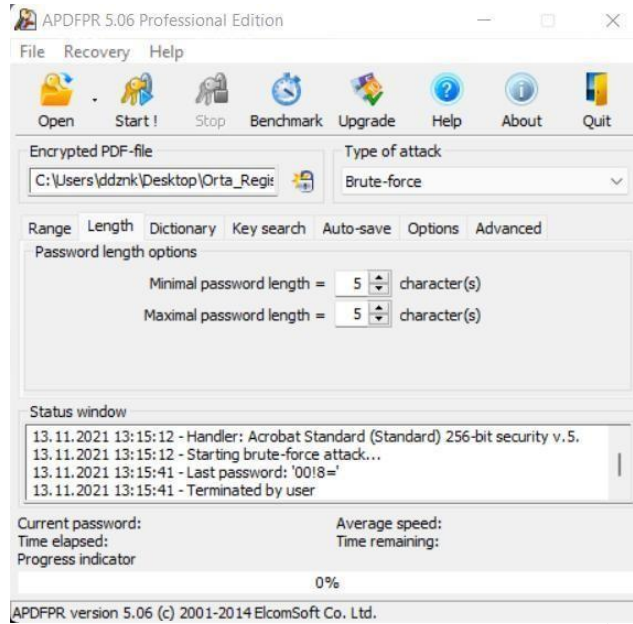 APDFPR 5.06 Professional Edition
File Recovery Help
Open Start ! Stop Benchmark Upgrade Help About Quit
Encrypted PDF-file
C:\Users\ddznk\Desktop\Orta_Regis
Type of attack
Brute-force
Range Length Dictionary Key search Auto-save Options Advanced
Password length options
Minimal password length = 5 character(s)
Maximal password length = 5 character(s)
Status window
13.11.2021 13:15:12 - Handler: Acrobat Standard (Standard) 256-bit security v.5.
13.11.2021 13:15:12 - Starting brute-force attack...
13.11.2021 13:15:41 - Last password: '00!8='
13.11.2021 13:15:41 - Terminated by user
Current password: Average speed:
Time elapsed: Time remaining:
Progress indicator
0%
APDFPR version 5.06 (c) 2001-2014 ElcomSoft Co. Ltd.